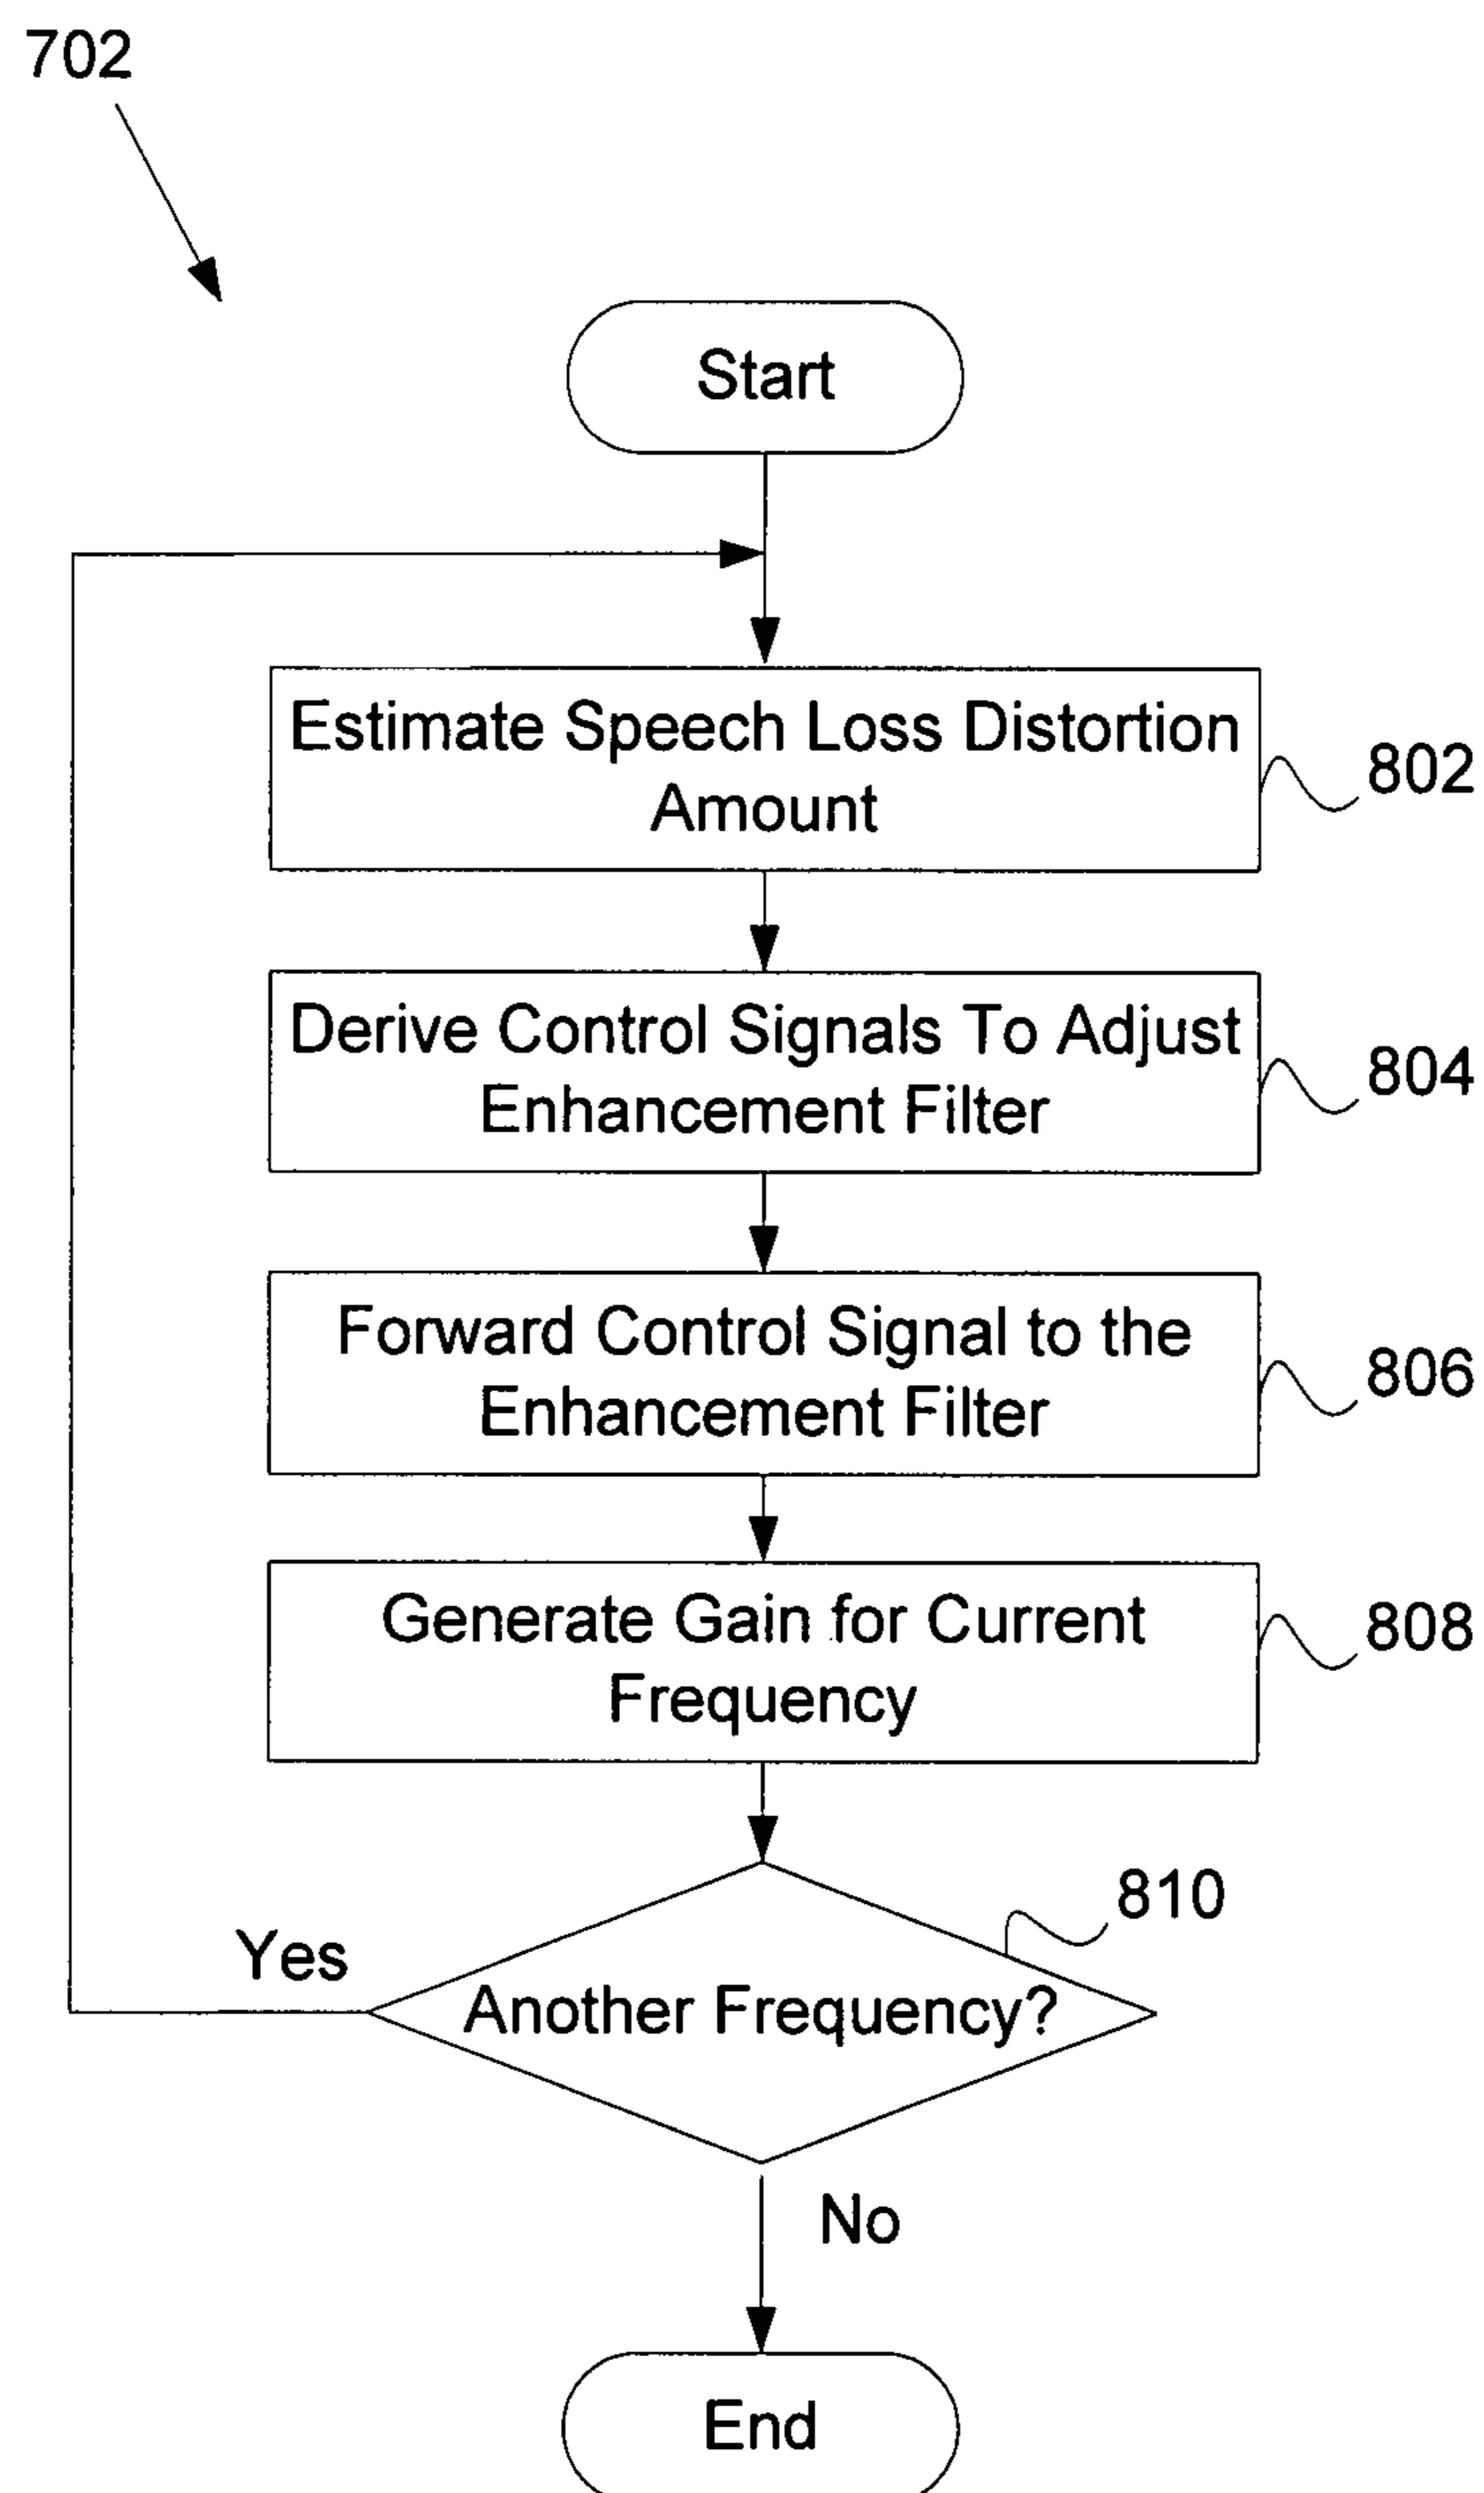 702
Start
Estimate Speech Loss Distortion
Amount
802
Derive Control Signals To Adjust
Enhancement Filter
804
Forward Control Signal to the
Enhancement Filter
806
Generate Gain for Current
Frequency
808
810
Yes
Another Frequency?
No
End